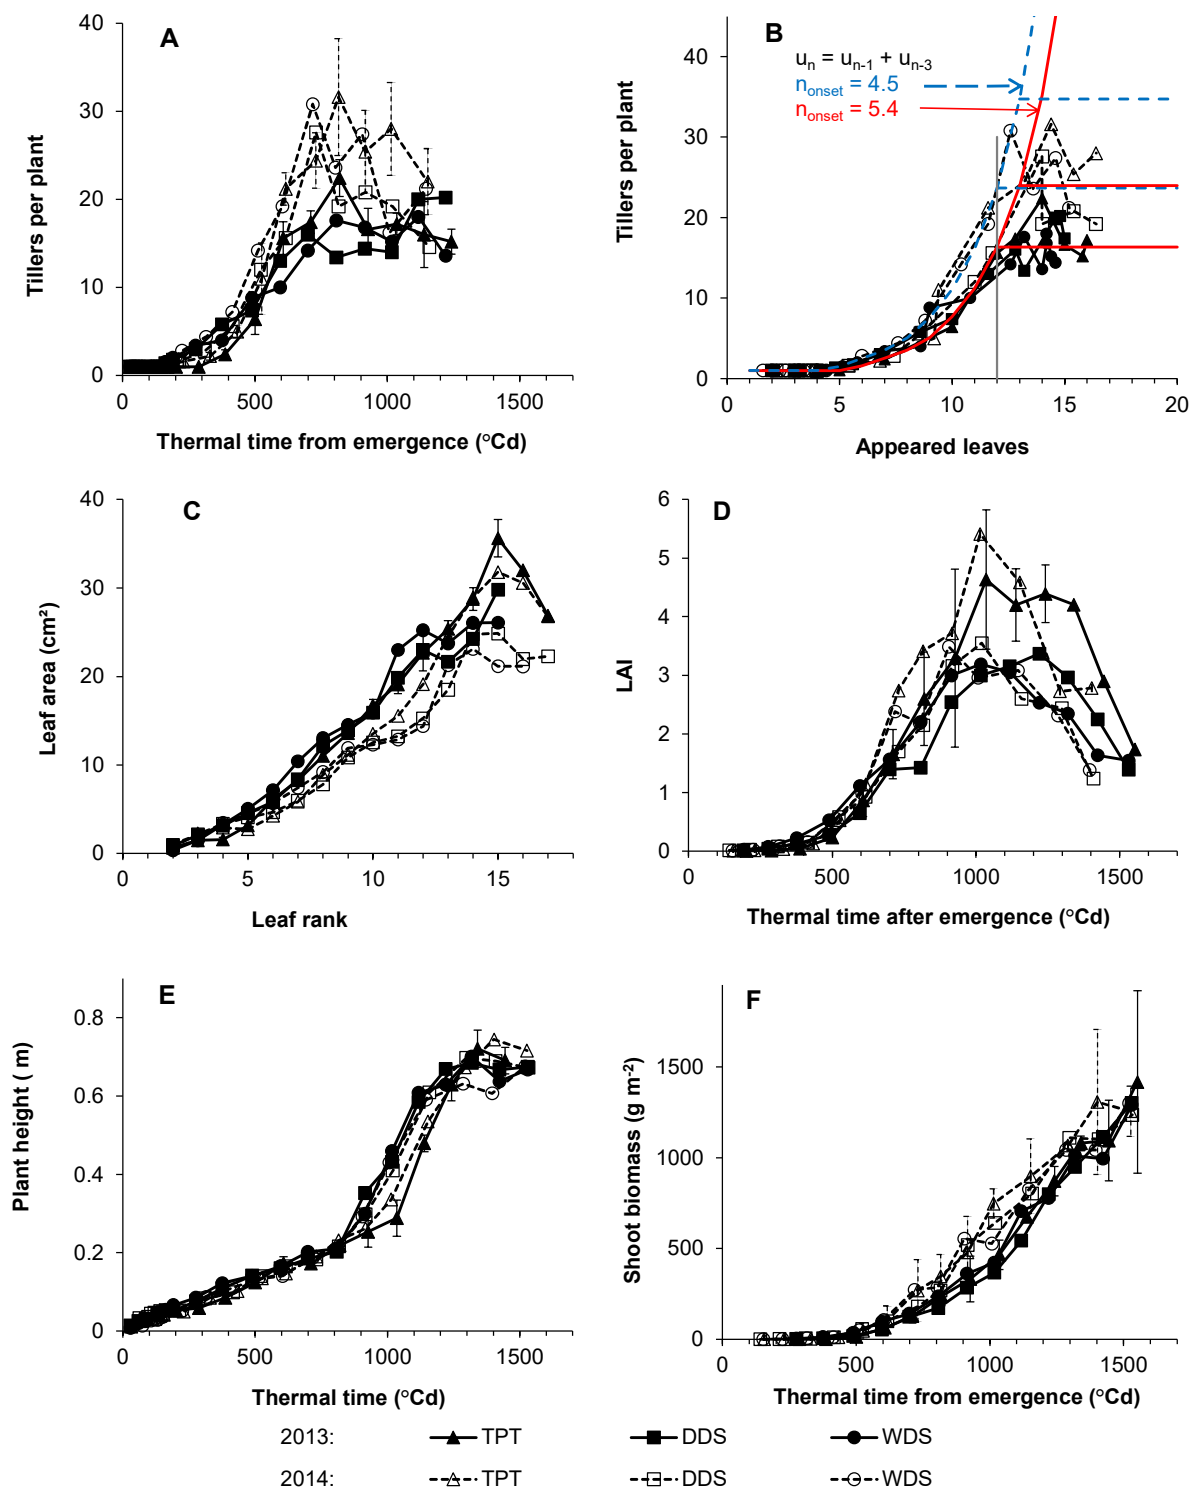 A
40
30
20
10
0
0 500 1000 1500
Tillers per plant
Thermal time from emergence (°Cd)
B
u_n = u_n-1 + u_n-3
n_onset = 4.5
n_onset = 5.4
40
30
20
10
0
0 5 10 15 20
Tillers per plant
Appeared leaves
C
40
30
20
10
0
0 5 10 15
Leaf area (cm²)
Leaf rank
D
6
5
4
3
2
1
0
0 500 1000 1500
LAI
Thermal time after emergence (°Cd)
E
0.8
0.6
0.4
0.2
0
0 500 1000 1500
Plant height ( m)
Thermal time (°Cd)
F
1500
1000
500
0
0 500 1000 1500
Shoot biomass (g m-2)
Thermal time from emergence (°Cd)
2013: TPT DDS WDS
2014: TPT DDS WDS